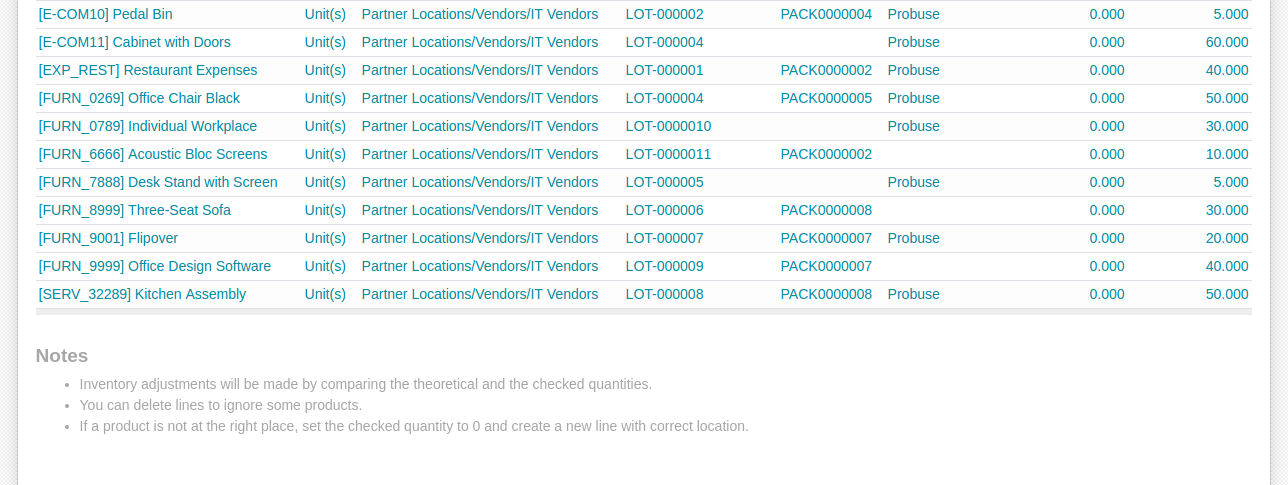 [E-COM10] Pedal Bin Unit(s) Partner Locations/Vendors/IT Vendors LOT-000002 PACK0000004 Probuse 0.000 5.000
[E-COM11] Cabinet with Doors Unit(s) Partner Locations/Vendors/IT Vendors LOT-000004 Probuse 0.000 60.000
[EXP_REST] Restaurant Expenses Unit(s) Partner Locations/Vendors/IT Vendors LOT-000001 PACK0000002 Probuse 0.000 40.000
[FURN_0269] Office Chair Black Unit(s) Partner Locations/Vendors/IT Vendors LOT-000004 PACK0000005 Probuse 0.000 50.000
[FURN_0789] Individual Workplace Unit(s) Partner Locations/Vendors/IT Vendors LOT-0000010 Probuse 0.000 30.000
[FURN_6666] Acoustic Bloc Screens Unit(s) Partner Locations/Vendors/IT Vendors LOT-0000011 PACK0000002 0.000 10.000
[FURN_7888] Desk Stand with Screen Unit(s) Partner Locations/Vendors/IT Vendors LOT-000005 Probuse 0.000 5.000
[FURN_8999] Three-Seat Sofa Unit(s) Partner Locations/Vendors/IT Vendors LOT-000006 PACK0000008 0.000 30.000
[FURN_9001] Flipover Unit(s) Partner Locations/Vendors/IT Vendors LOT-000007 PACK0000007 Probuse 0.000 20.000
[FURN_9999] Office Design Software Unit(s) Partner Locations/Vendors/IT Vendors LOT-000009 PACK0000007 0.000 40.000
[SERV_32289] Kitchen Assembly Unit(s) Partner Locations/Vendors/IT Vendors LOT-000008 PACK0000008 Probuse 0.000 50.000
Notes
• Inventory adjustments will be made by comparing the theoretical and the checked quantities.
• You can delete lines to ignore some products.
• If a product is not at the right place, set the checked quantity to 0 and create a new line with correct location.